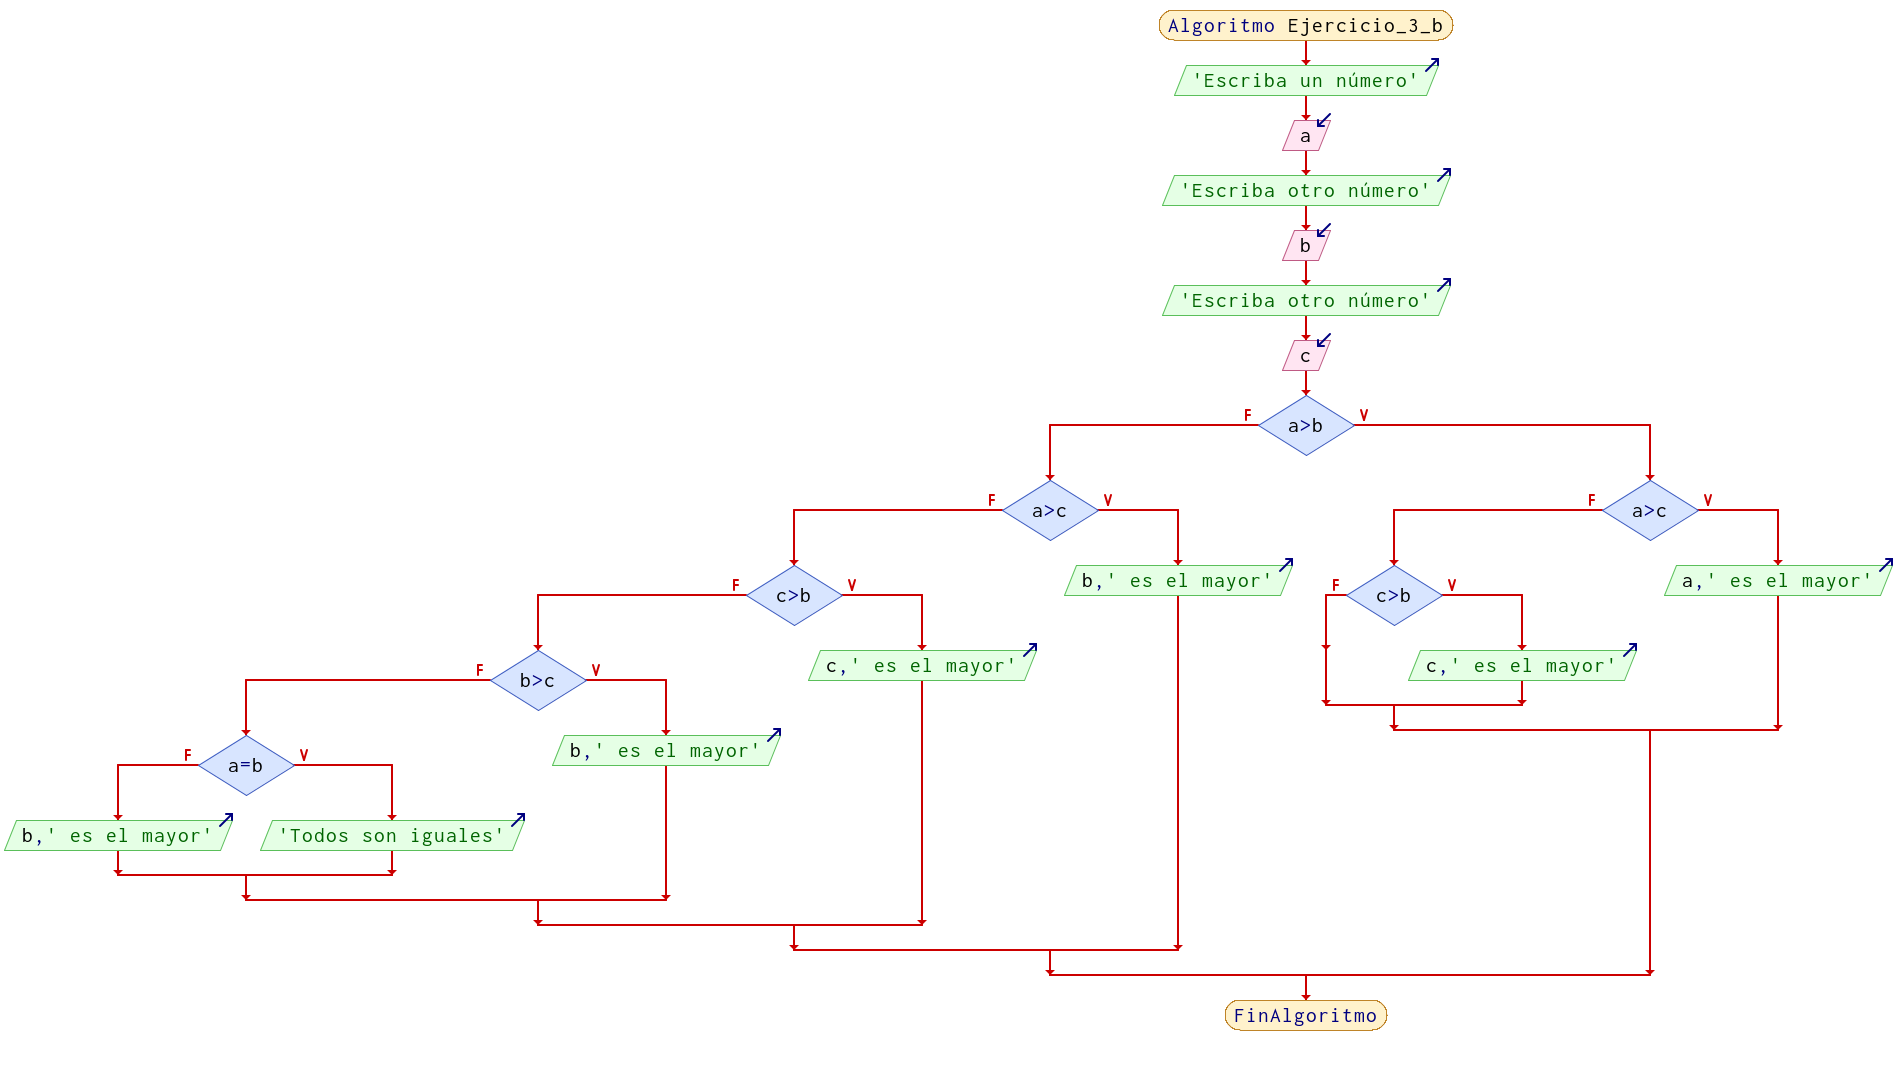 Algoritmo Ejercicio_3_b
'Escriba un número'
a
'Escriba otro número'
b
'Escriba otro número'
c
F a>b V
F a>c V
F a>c V
F c>b V
b,' es el mayor'
F c>b V
a,' es el mayor'
F b>c V
c,' es el mayor'
c,' es el mayor'
F a=b V
b,' es el mayor'
b,' es el mayor'
'Todos son iguales'
FinAlgoritmo